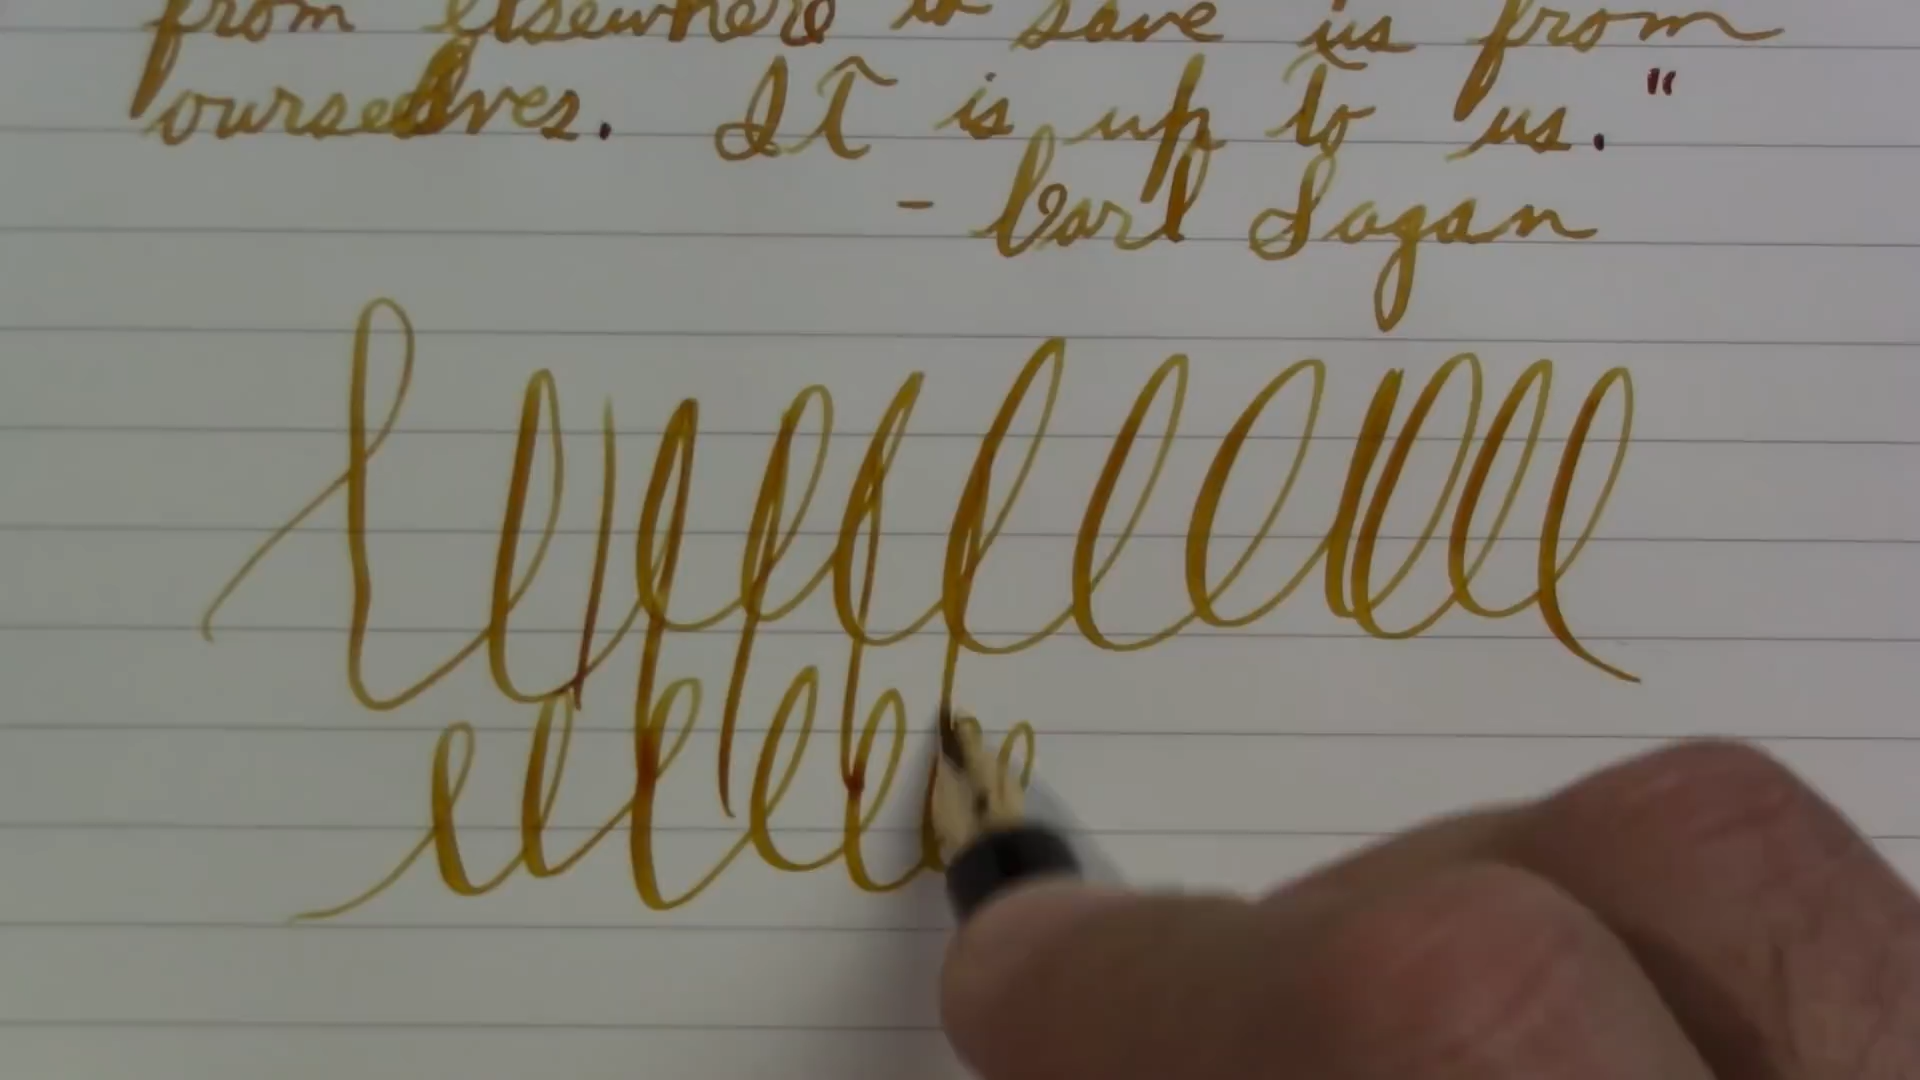 from elsewhere to save us from
ourselves. It is up to us."
- Carl Sagan